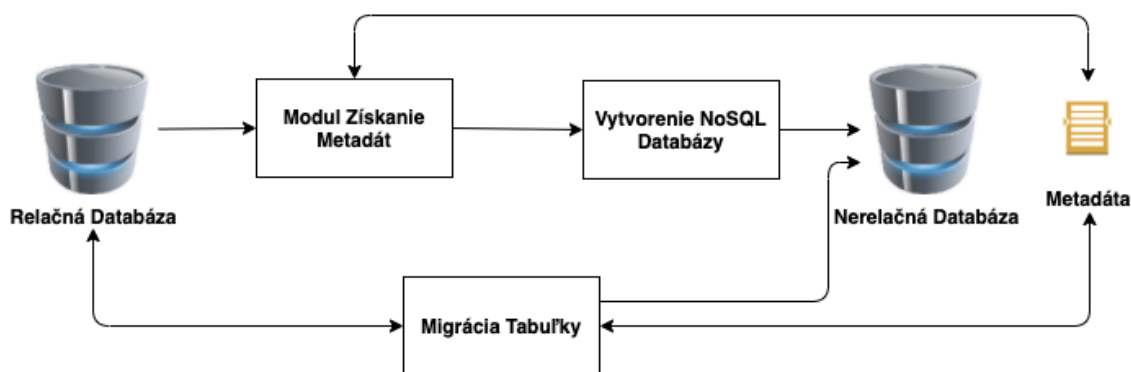 Modul Získanie
Metadát
Vytvorenie NoSQL
Databázy
Relačná Databáza
Nerelačná Databáza
Metadáta
Migrácia Tabuľky